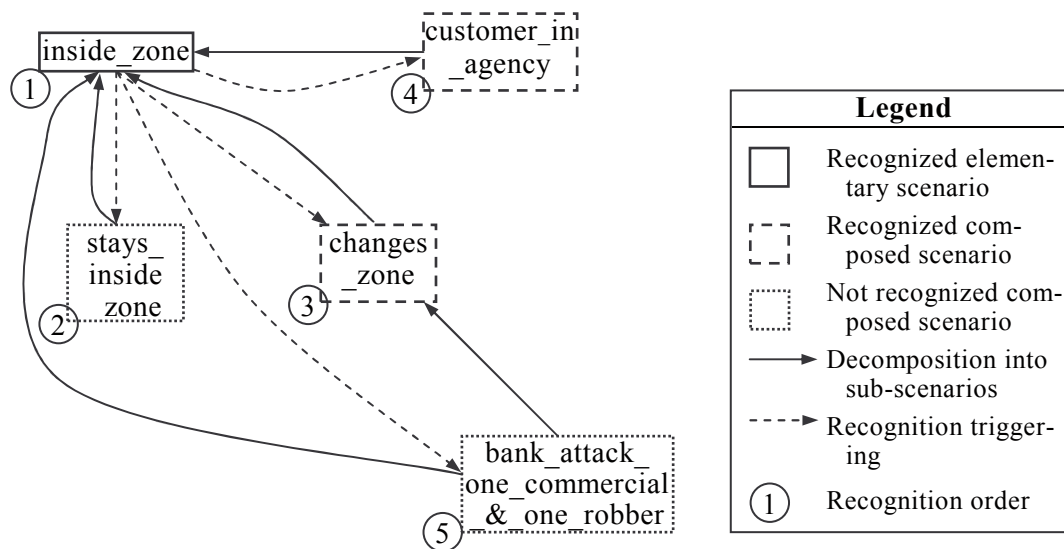 inside_zone
1
customer_in
_agency
4
stays_
inside_
zone
2
changes
_zone
3
bank_attack_
one_commercial
_&_one_robber
5
Legend
Recognized elemen-
tary scenario
Recognized com-
posed scenario
Not recognized com-
posed scenario
Decomposition into
sub-scenarios
Recognition trigger-
ing
1 Recognition order